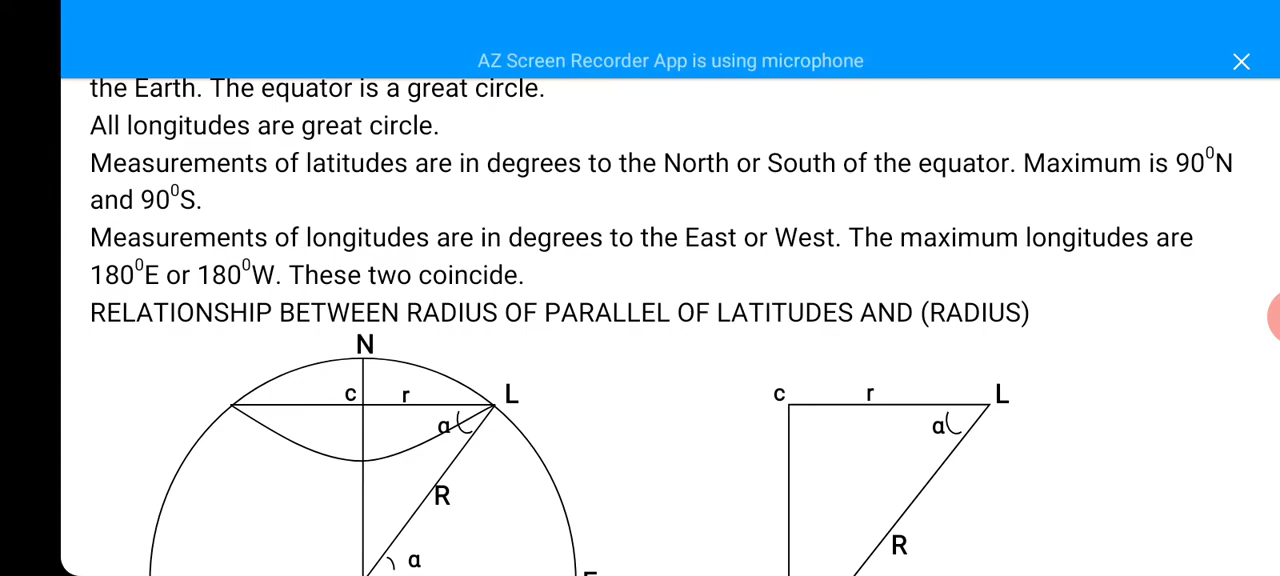 AZ Screen Recorder App is using microphone
the Earth. The equator is a great circle.
All longitudes are great circle.
Measurements of latitudes are in degrees to the North or South of the equator. Maximum is 90⁰N
and 90⁰S.
Measurements of longitudes are in degrees to the East or West. The maximum longitudes are
180⁰E or 180⁰W. These two coincide.
RELATIONSHIP BETWEEN RADIUS OF PARALLEL OF LATITUDES AND (RADIUS)
N
c r L c r L
α α
R
R
α